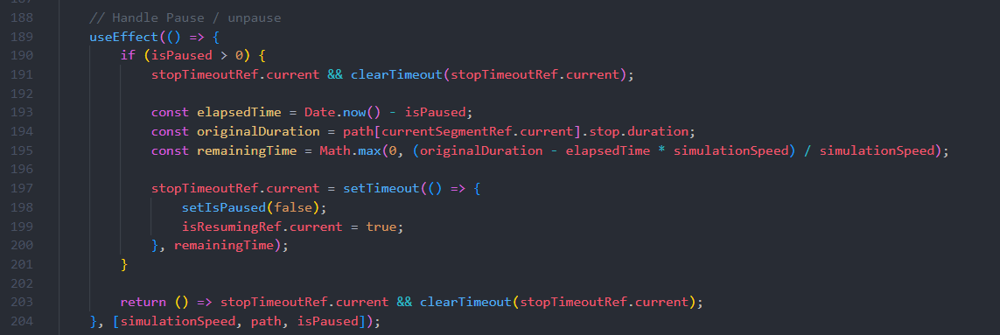 188 // Handle Pause / unpause
189 useEffect(() => {
190 if (isPaused > 0) {
191 stopTimeoutRef.current && clearTimeout(stopTimeoutRef.current);
192
193 const elapsedTime = Date.now() - isPaused;
194 const originalDuration = path[currentSegmentRef.current].stop.duration;
195 const remainingTime = Math.max(0, (originalDuration - elapsedTime * simulationSpeed) / simulationSpeed);
196
197 stopTimeoutRef.current = setTimeout(() => {
198 setIsPaused(false);
199 isResumingRef.current = true;
200 }, remainingTime);
201 }
202
203 return () => stopTimeoutRef.current && clearTimeout(stopTimeoutRef.current);
204 }, [simulationSpeed, path, isPaused]);